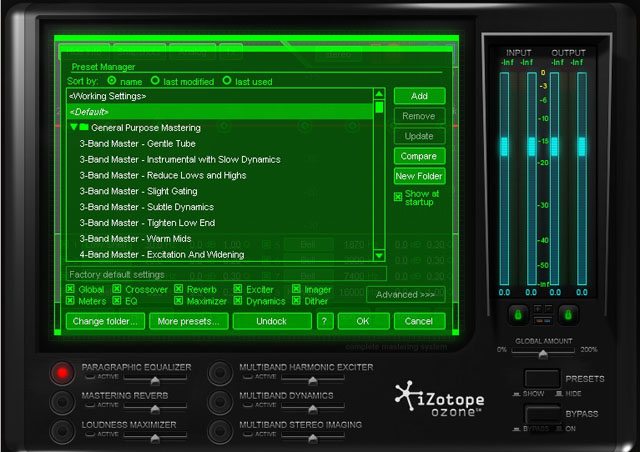 Preset Manager
Sort by: name last modified last used
<Working Settings>
<Default>
General Purpose Mastering
3-Band Master - Gentle Tube
3-Band Master - Instrumental with Slow Dynamics
3-Band Master - Reduce Lows and Highs
3-Band Master - Slight Gating
3-Band Master - Subtle Dynamics
3-Band Master - Tighten Low End
3-Band Master - Warm Mids
4-Band Master - Excitation And Widening
Add
Remove
Update
Compare
New Folder
Show at
startup
Factory default settings
Global Crossover Reverb Exciter Imager
Meters EQ Maximizer Dynamics Dither
Advanced >>>
Change folder... More presets... Undock ? OK Cancel
complete mastering system
INPUT OUTPUT
-Inf -Inf -Inf -Inf
0
-3
-6
-10
-15
-20
-30
-40
-50
-Inf
0.0 0.0 0.0 0.0
GLOBAL AMOUNT
0% 200%
PRESETS
SHOW HIDE
BYPASS
BYPASS ON
PARAGRAPHIC EQUALIZER
ACTIVE
MASTERING REVERB
ACTIVE
LOUDNESS MAXIMIZER
ACTIVE
MULTIBAND HARMONIC EXCITER
ACTIVE
MULTIBAND DYNAMICS
ACTIVE
MULTIBAND STEREO IMAGING
ACTIVE
iZotope
ozone